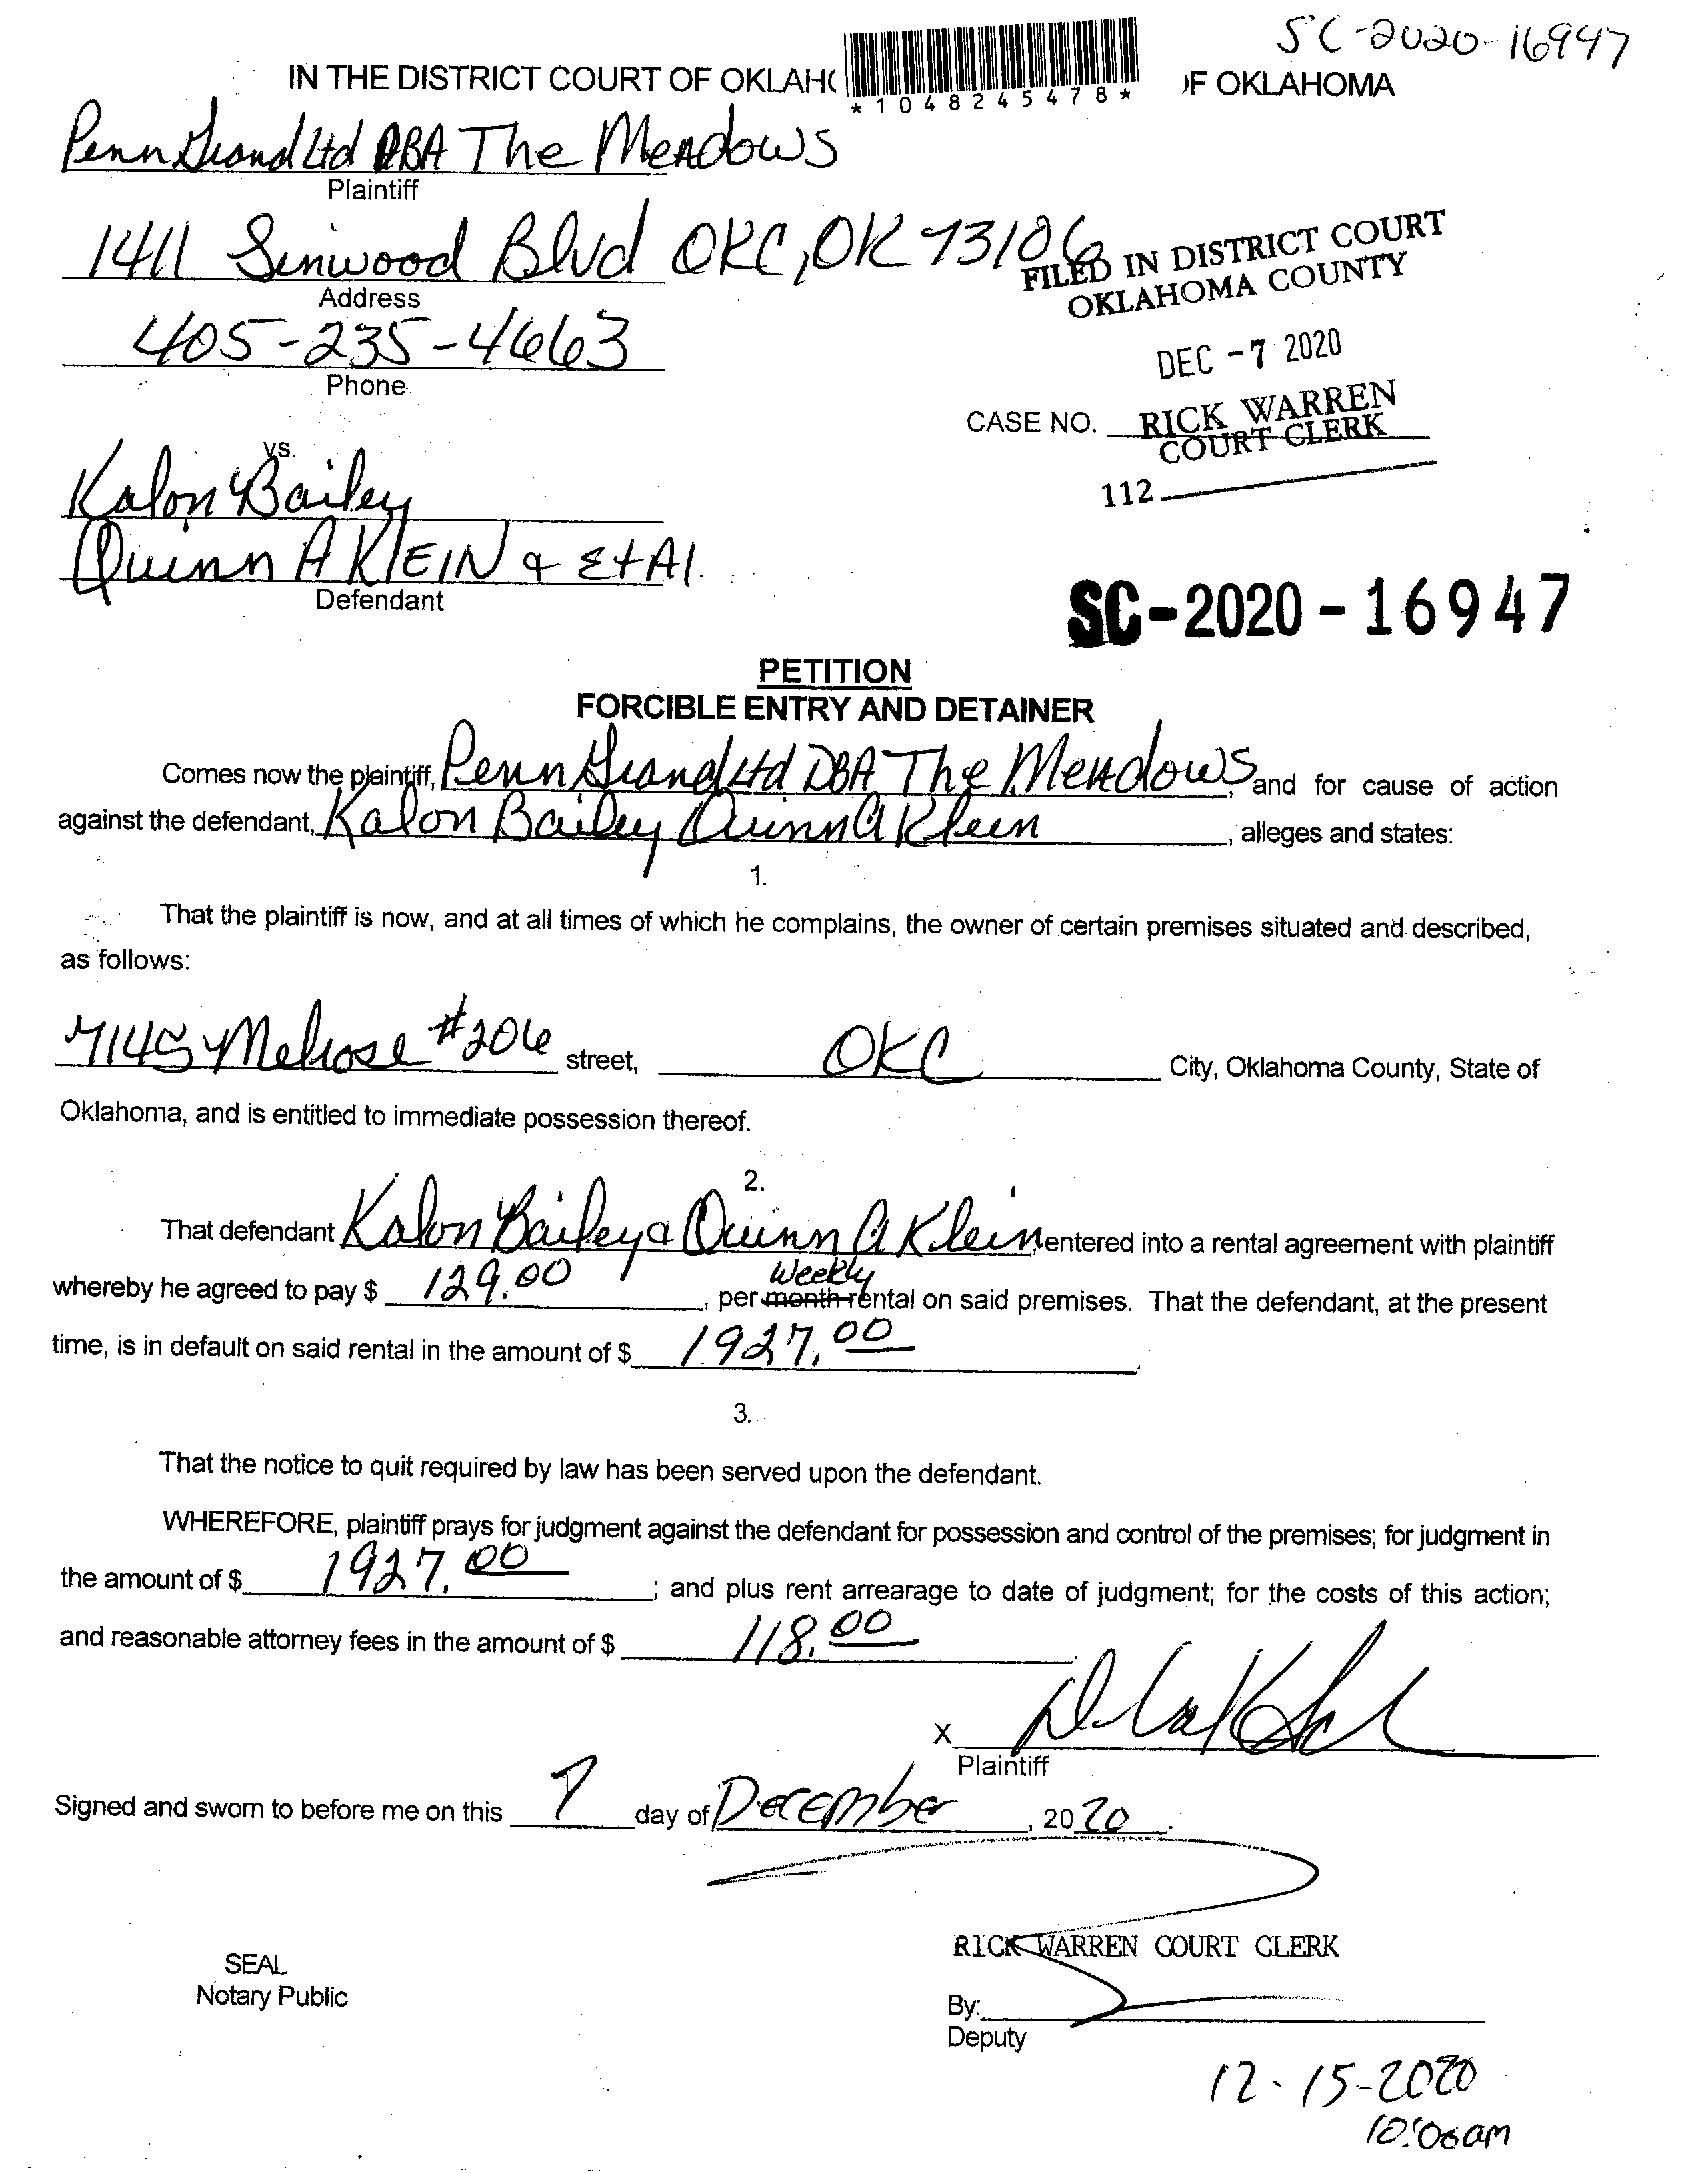 SC-2020-16947
IN THE DISTRICT COURT OF OKLAH
*1048245478*
OF OKLAHOMA
Penn Grand Ltd DBA The Meadows
Plaintiff
1411 Linwood Blvd OKC, OK 73106
Address
405-235-4663
Phone
FILED IN DISTRICT COURT
OKLAHOMA COUNTY
DEC -7 2020
CASE NO. RICK WARREN
COURT CLERK
112
vs.
Kalon Bailey
Quinn A KlEIN & EtAl.
Defendant
SC-2020-16947
PETITION
FORCIBLE ENTRY AND DETAINER
Comes now the plaintiff, Penn Grand Ltd DBA The Meadows, and for cause of action
against the defendant, Kalon Bailey Quinn A Klein, alleges and states:
1.
That the plaintiff is now, and at all times of which he complains, the owner of certain premises situated and described,
as follows:
714 S Melrose #206 street, OKC City, Oklahoma County, State of
Oklahoma, and is entitled to immediate possession thereof.
2.
That defendant Kalon Bailey & Quinn A Klein, entered into a rental agreement with plaintiff
Weekly
whereby he agreed to pay $ 129.00, per month rental on said premises. That the defendant, at the present
time, is in default on said rental in the amount of $ 1927.00.
3.
That the notice to quit required by law has been served upon the defendant.
WHEREFORE, plaintiff prays for judgment against the defendant for possession and control of the premises; for judgment in
the amount of $ 1927.00; and plus rent arrearage to date of judgment; for the costs of this action;
and reasonable attorney fees in the amount of $ 118.00.
X
Plaintiff
Signed and sworn to before me on this 7 day of December, 2020.
RICK WARREN COURT CLERK
SEAL
Notary Public
By:
Deputy
12-15-2020
10:00am